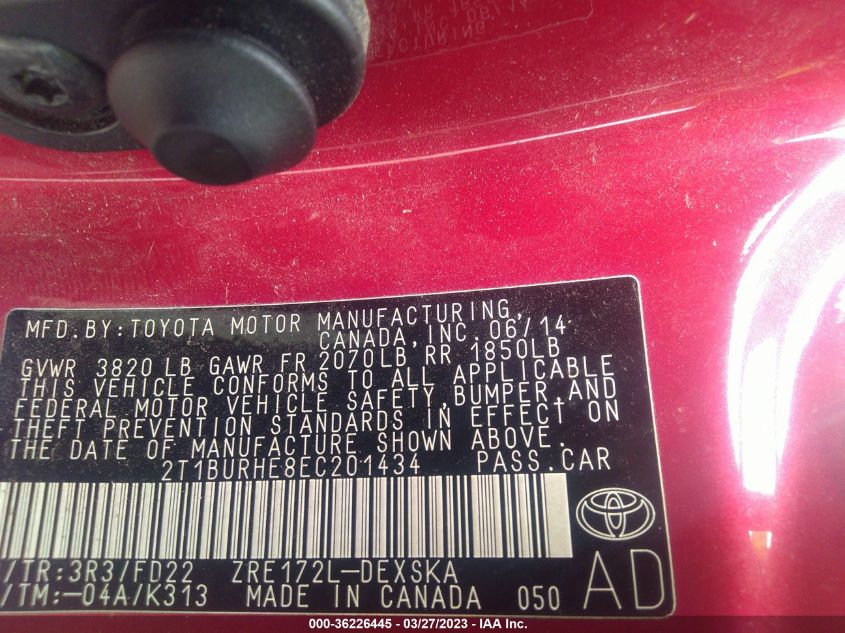 MFD.BY:TOYOTA MOTOR MANUFACTURING,
CANADA,INC. 06/14
GVWR 3820 LB GAWR FR 2070LB RR 1850LB
THIS VEHICLE CONFORMS TO ALL APPLICABLE
FEDERAL MOTOR VEHICLE SAFETY,BUMPER,AND
THEFT PREVENTION STANDARDS IN EFFECT ON
THE DATE OF MANUFACTURE SHOWN ABOVE.
2T1BURHE8EC201434 PASS.CAR
/TR:3R3/FD22 ZRE172L-DEXSKA
/TM:-04A/K313 MADE IN CANADA 050 AD
000-36226445 - 03/27/2023 - IAA Inc.